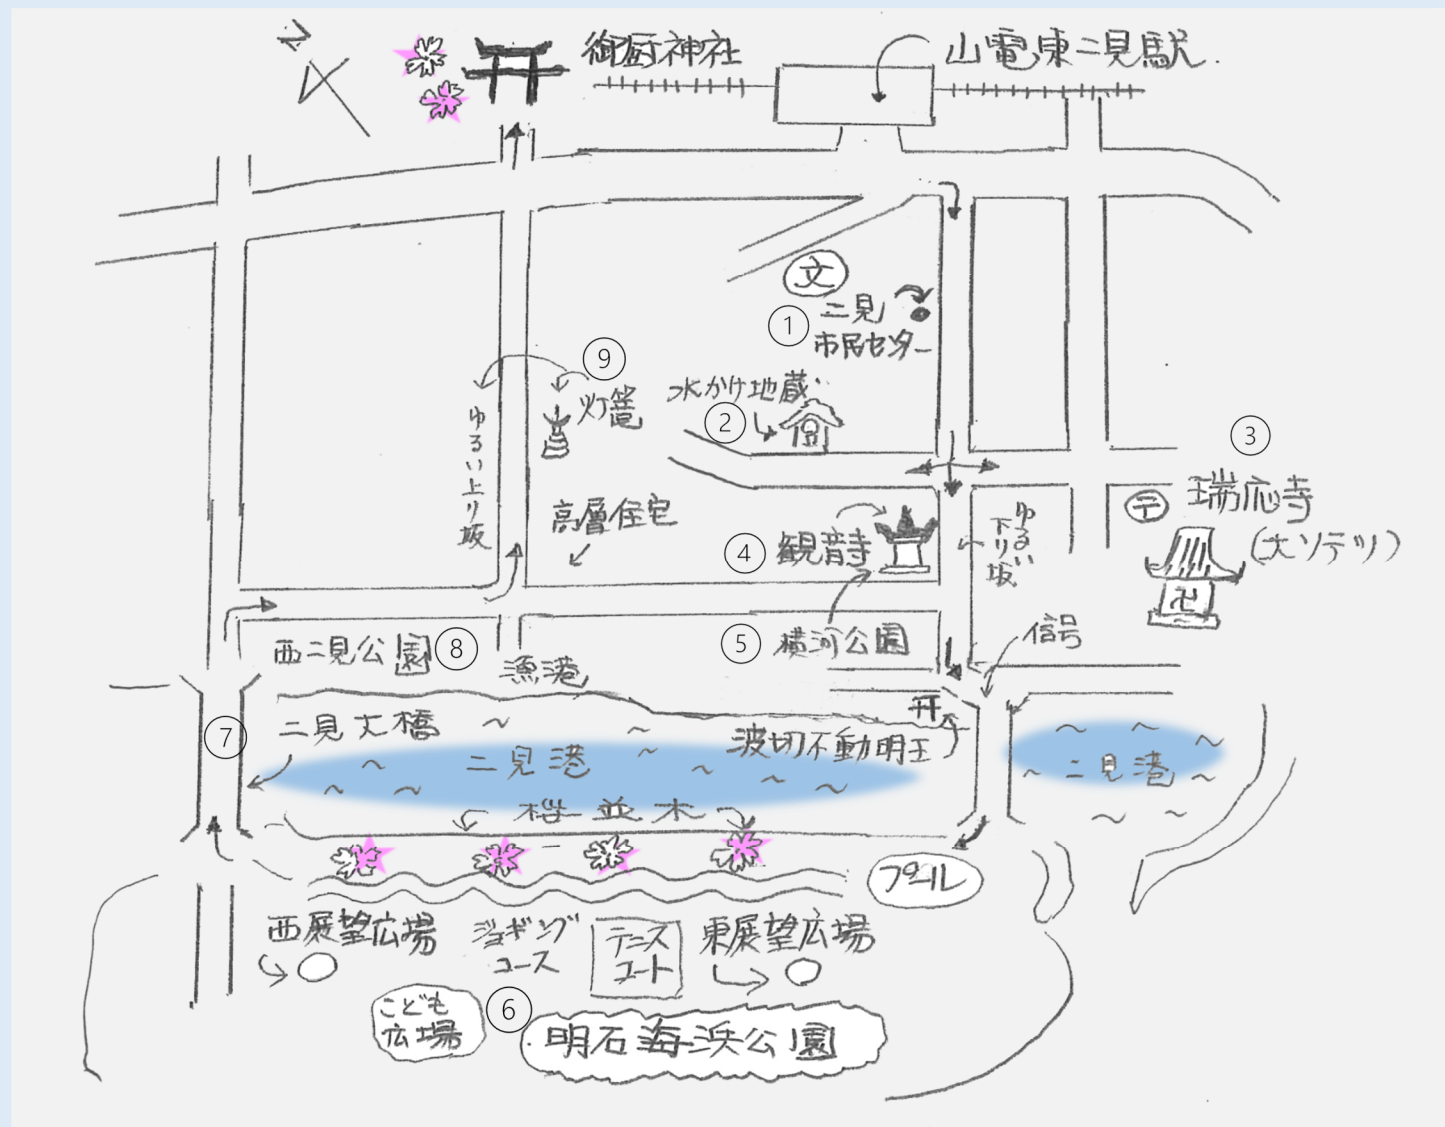 N
御厨神社
山電東二見駅.
文
①
二見
市民センター
⑨
灯篭
水かけ地蔵
②
ゆるい上り坂
③
〒
瑞応寺
(大ソテツ)
卍
高層住宅
④
観音寺
ゆるい
下り坂
⑤
横河公園
信号
西二見公園
⑧
漁港
⑦
二見大橋
波切不動明王
二見港
二見港
桜並木
プール
西展望広場
ジョギング
コース
テニス
コート
東展望広場
こども
広場
⑥
明石海浜公園